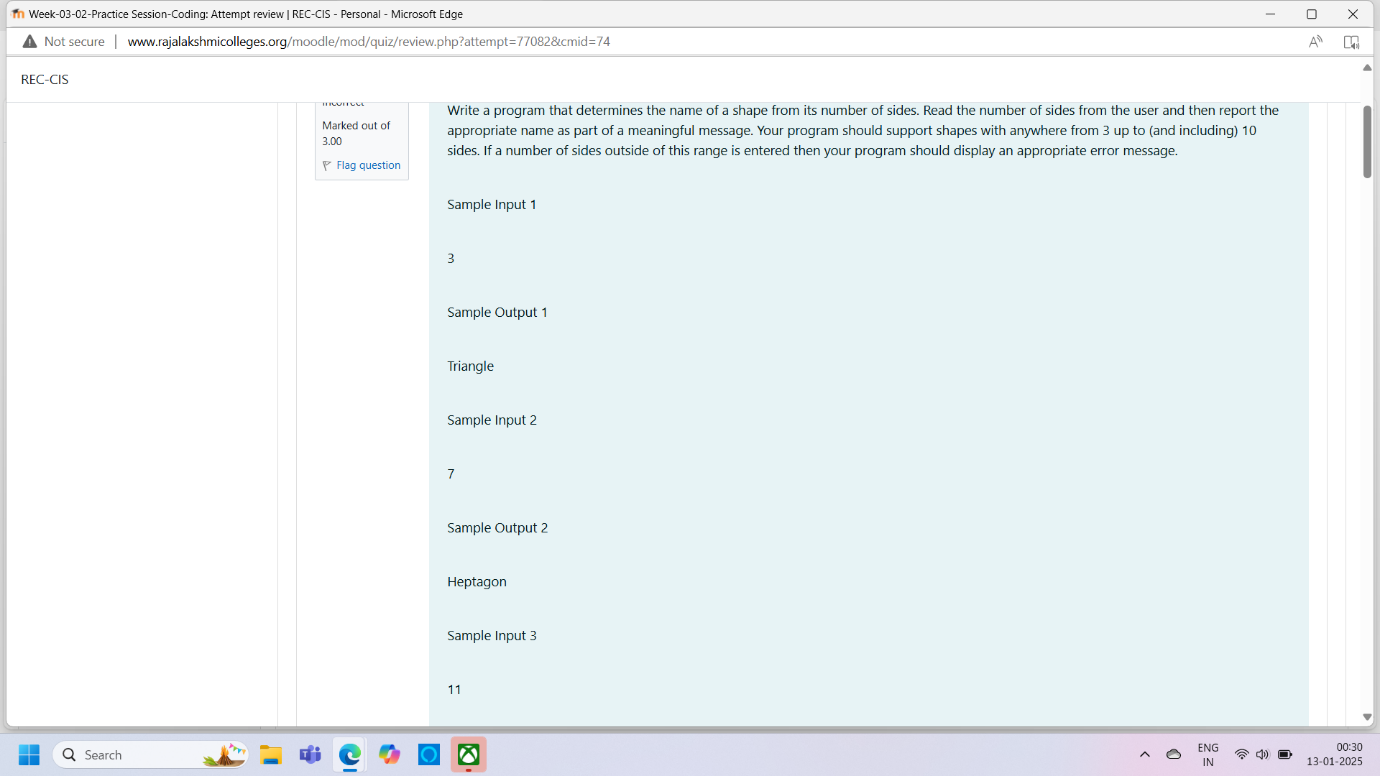 Week-03-02-Practice Session-Coding: Attempt review | REC-CIS - Personal - Microsoft Edge
Not secure | www.rajalakshmicolleges.org/moodle/mod/quiz/review.php?attempt=77082&cmid=74
REC-CIS
Incorrect
Marked out of
3.00
Flag question
Write a program that determines the name of a shape from its number of sides. Read the number of sides from the user and then report the
appropriate name as part of a meaningful message. Your program should support shapes with anywhere from 3 up to (and including) 10
sides. If a number of sides outside of this range is entered then your program should display an appropriate error message.
Sample Input 1
3
Sample Output 1
Triangle
Sample Input 2
7
Sample Output 2
Heptagon
Sample Input 3
11
Search
ENG
IN
00:30
13-01-2025